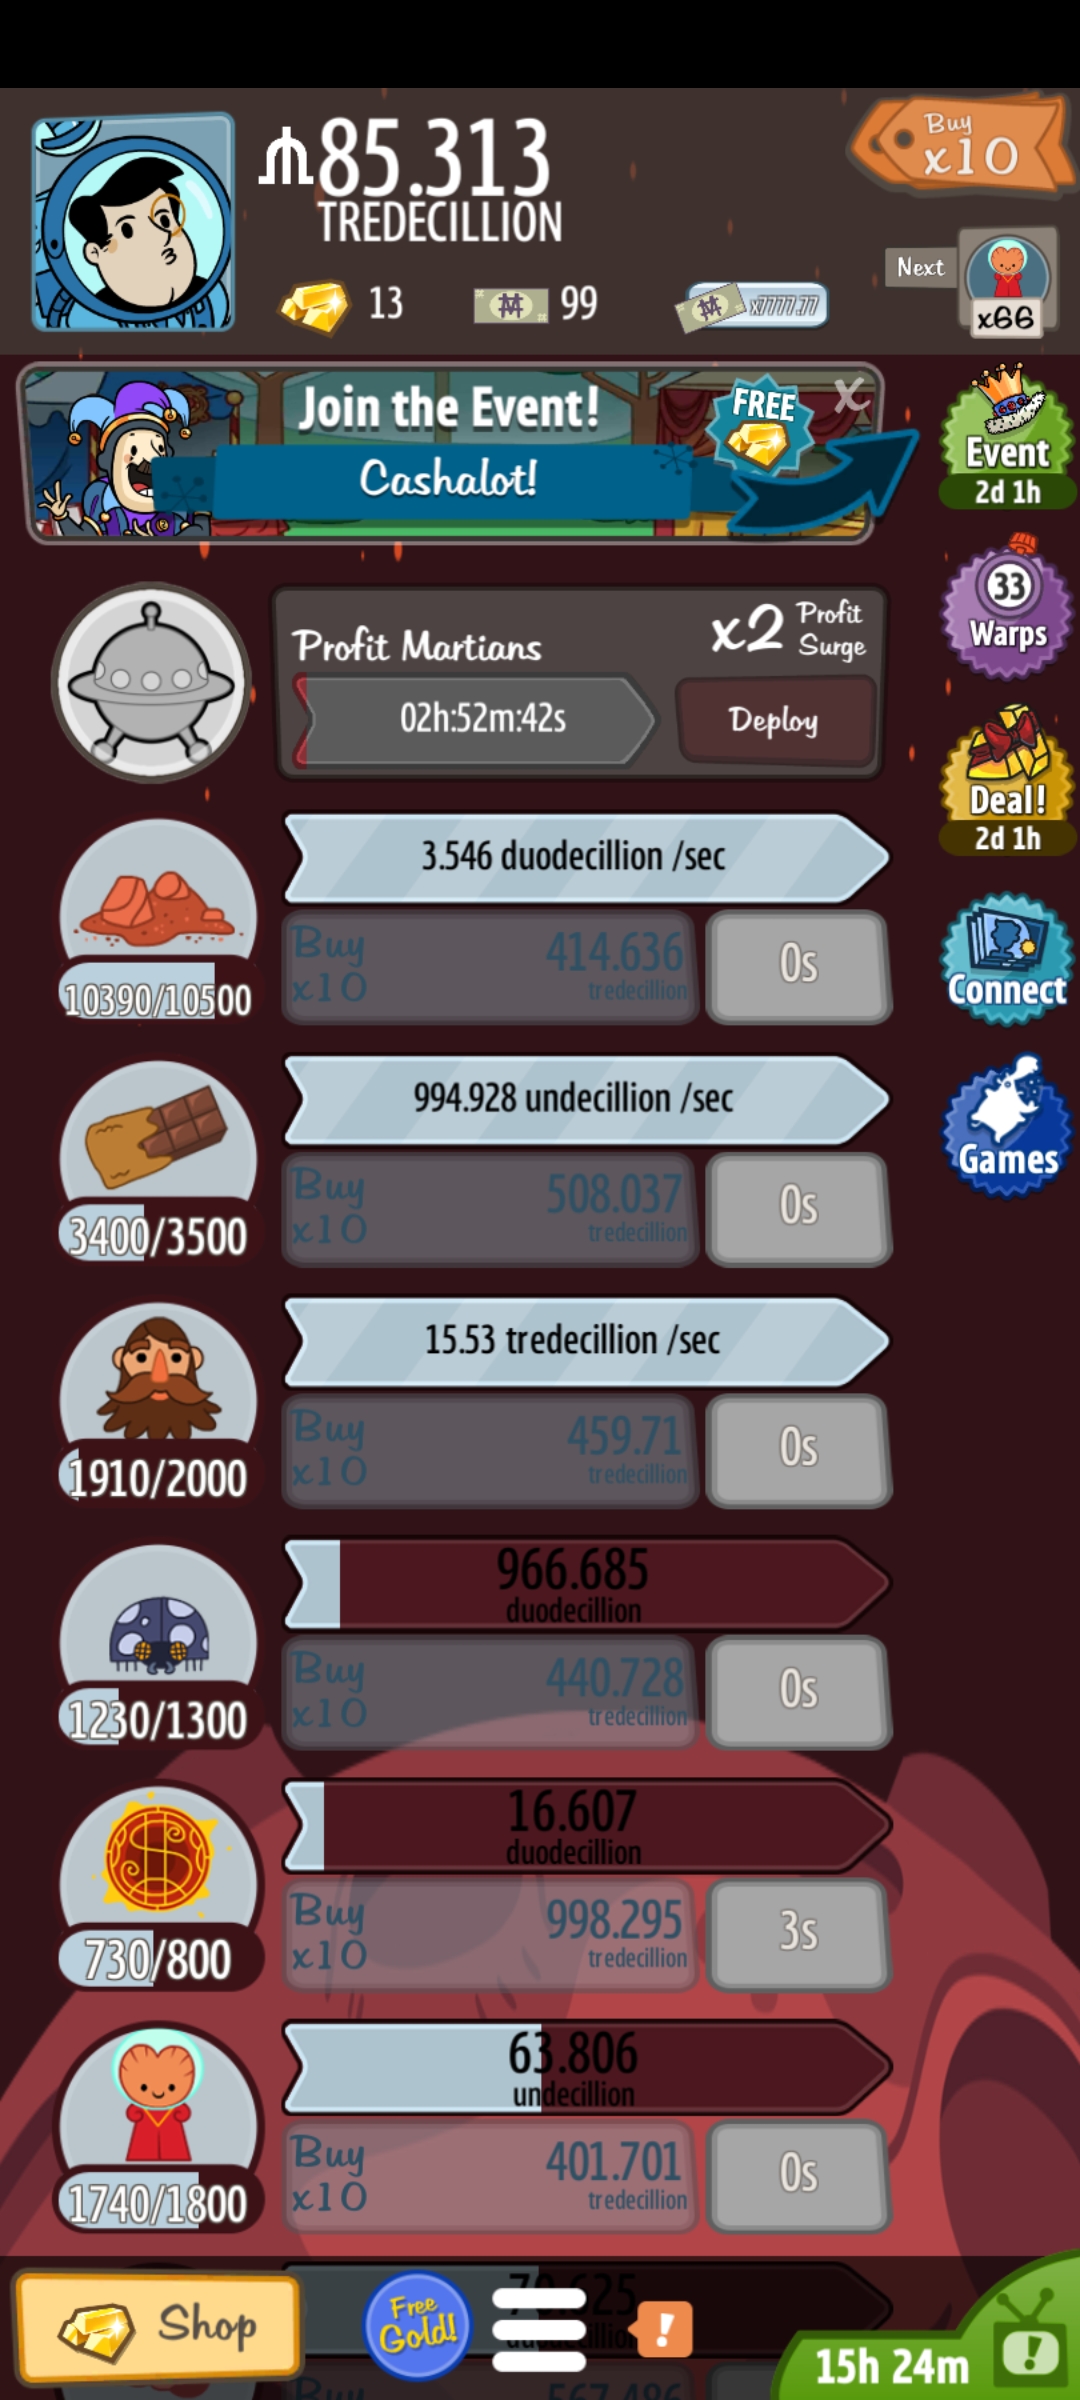 85.313
TREDECILLION
Buy
x10
13
99
x7777.77
Next
x66
Join the Event!
FREE
X
Cashalot!
Event
2d 1h
33
Warps
Profit Martians
x2 Profit Surge
02h:52m:42s
Deploy
Deal!
2d 1h
3.546 duodecillion /sec
10390/10500
Buy
x10
414.636
tredecillion
0s
Connect
994.928 undecillion /sec
3400/3500
Buy
x10
508.037
tredecillion
0s
Games
15.53 tredecillion /sec
1910/2000
Buy
x10
459.71
tredecillion
0s
966.685
duodecillion
1230/1300
Buy
x10
440.728
tredecillion
0s
16.607
duodecillion
730/800
Buy
x10
998.295
tredecillion
3s
63.806
undecillion
1740/1800
Buy
x10
401.701
tredecillion
0s
Shop
Free
Gold!
!
15h 24m
!